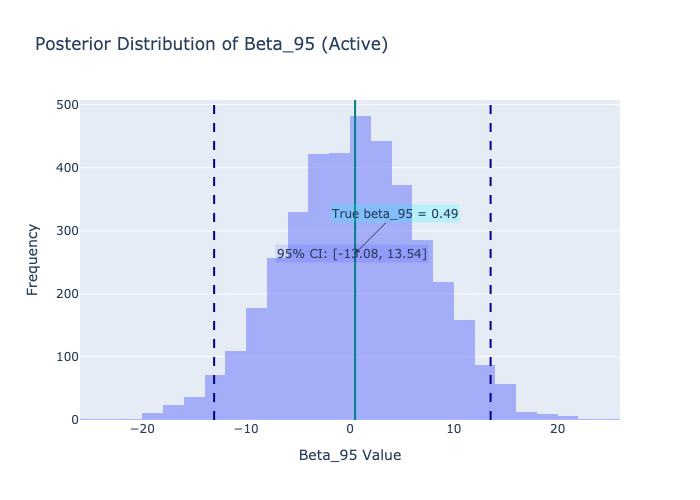 Posterior Distribution of Beta_95 (Active)
500
400
300
200
100
0
Frequency
True beta_95 = 0.49
95% CI: [-13.08, 13.54]
−20
−10
0
10
20
Beta_95 Value